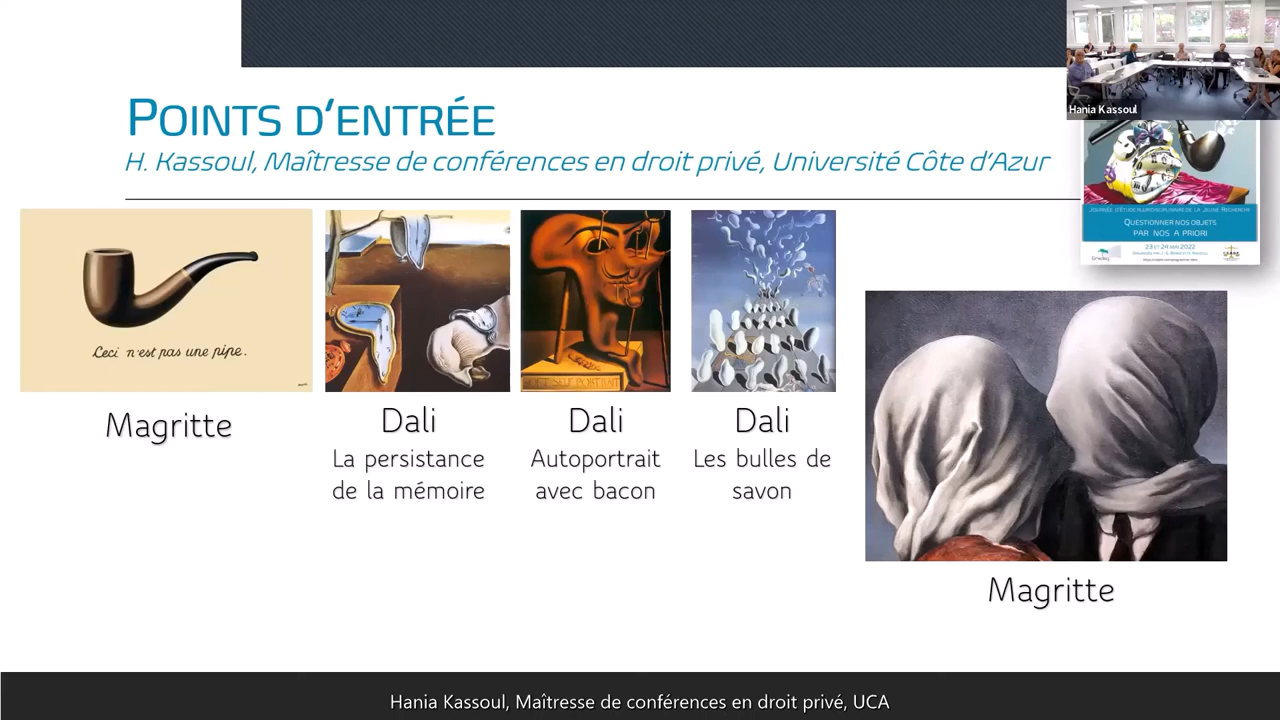 POINTS D'ENTRÉE
H. Kassoul, Maîtresse de conférences en droit privé, Université Côte d'Azur
Hania Kassoul
JOURNÉE D'ÉTUDE PLURIDISCIPLINAIRE DE LA JEUNE RECHERCHE
QUESTIONNER NOS OBJETS
PAR NOS A PRIORI
23 ET 24 2022
Ceci n'est pas une pipe.
Magritte
Dali
La persistance
de la mémoire
Dali
Autoportrait
avec bacon
Dali
Les bulles de
savon
Magritte
Hania Kassoul, Maîtresse de conférences en droit privé, UCA